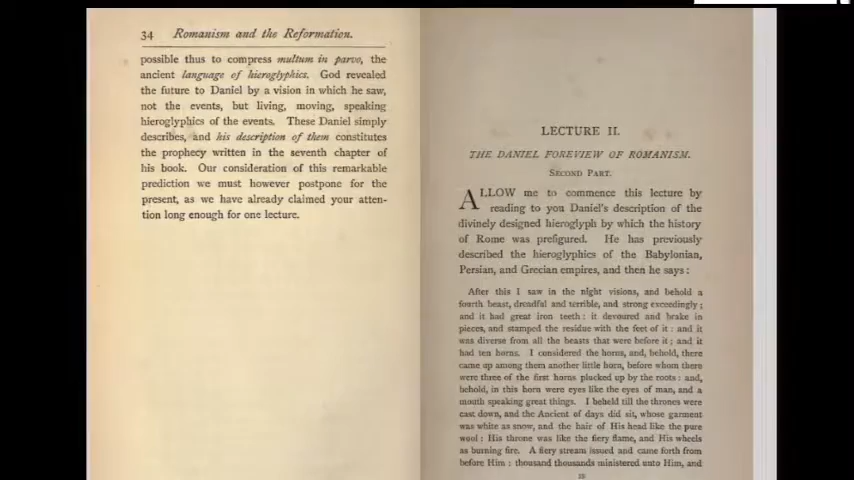 34 Romanism and the Reformation.
possible thus to compress multum in parvo, the
ancient language of hieroglyphics. God revealed
the future to Daniel by a vision in which he saw,
not the events, but living, moving, speaking
hieroglyphics of the events. These Daniel simply
describes, and his description of them constitutes
the prophecy written in the seventh chapter of
his book. Our consideration of this remarkable
prediction we must however postpone for the
present, as we have already claimed your atten-
tion long enough for one lecture.
LECTURE II.
THE DANIEL FOREVIEW OF ROMANISM.
SECOND PART.
ALLOW me to commence this lecture by
reading to you Daniel's description of the
divinely designed hieroglyph by which the history
of Rome was prefigured. He has previously
described the hieroglyphics of the Babylonian,
Persian, and Grecian empires, and then he says:
After this I saw in the night visions, and behold a
fourth beast, dreadful and terrible, and strong exceedingly;
and it had great iron teeth: it devoured and brake in
pieces, and stamped the residue with the feet of it: and it
was diverse from all the beasts that were before it; and it
had ten horns. I considered the horns, and, behold, there
came up among them another little horn, before whom there
were three of the first horns plucked up by the roots: and,
behold, in this horn were eyes like the eyes of man, and a
mouth speaking great things. I beheld till the thrones were
cast down, and the Ancient of days did sit, whose garment
was white as snow, and the hair of His head like the pure
wool: His throne was like the fiery flame, and His wheels
as burning fire. A fiery stream issued and came forth from
before Him: thousand thousands ministered unto Him, and